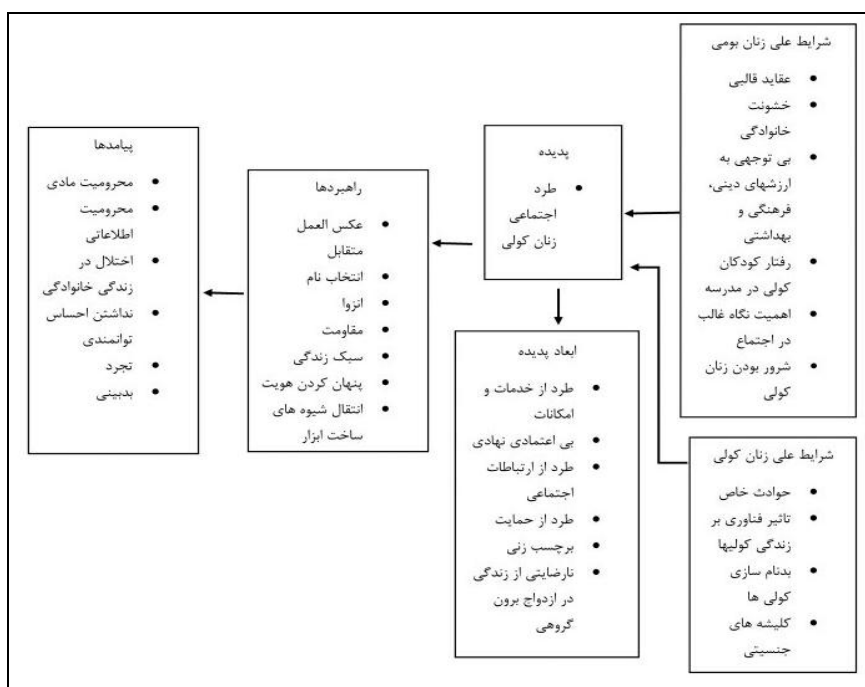 شرایط علی زنان بومی
عقاید قالبی
خشونت
خانوادگی
بی توجهی به
ارزشهای دینی،
فرهنگی و
بهداشتی
رفتار کودکان
کولی در مدرسه
اهمیت نگاه غالب
در اجتماع
شرور بودن زنان
کولی
شرایط علی زنان کولی
حوادث خاص
تاثیر فناوری بر
زندگی کولیها
بدنام سازی
کولی ها
کلیشه های
جنسیتی
پدیده
طرد
اجتماعی
زنان کولی
ابعاد پدیده
طرد از خدمات و
امکانات
بی اعتمادی نهادی
طرد از ارتباطات
اجتماعی
طرد از حمایت
برچسب زنی
نارضایتی از زندگی
در ازدواج برون
گروهی
راهبردها
عکس العمل
متقابل
انتخاب نام
انزوا
مقاومت
سبک زندگی
پنهان کردن هویت
انتقال شیوه های
ساخت ابزار
پیامدها
محرومیت مادی
محرومیت
اطلاعاتی
اختلال در
زندگی خانوادگی
نداشتن احساس
توانمندی
تجرد
بدبینی